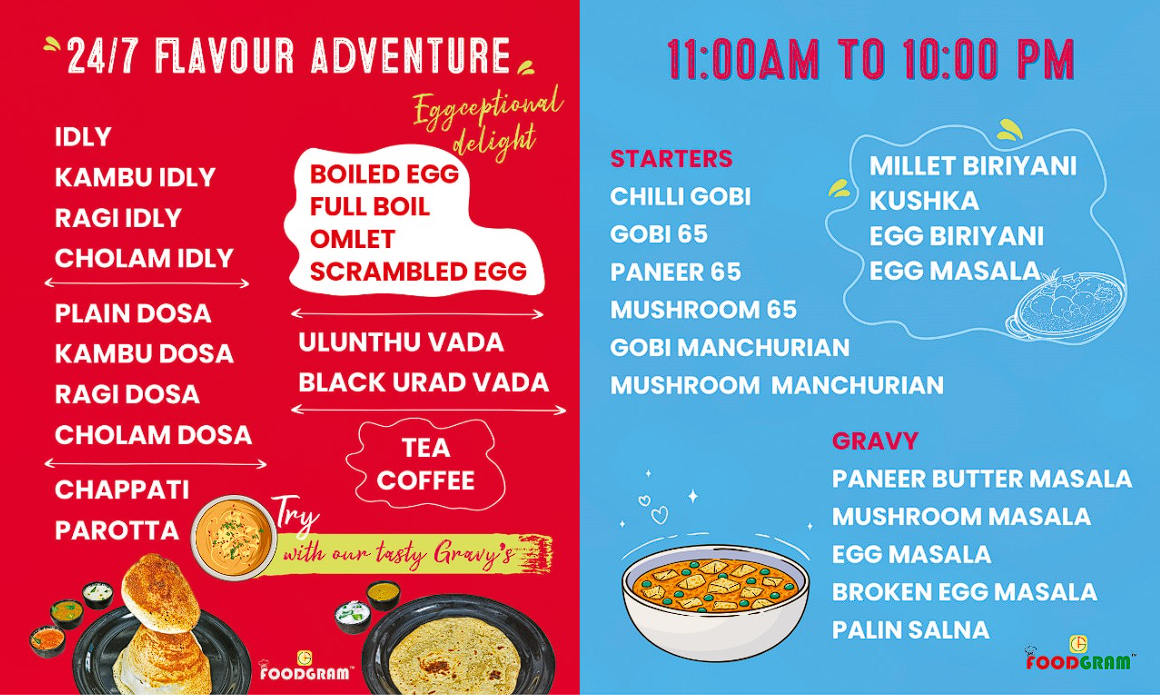 24/7 FLAVOUR ADVENTURE
IDLY
KAMBU IDLY
RAGI IDLY
CHOLAM IDLY
PLAIN DOSA
KAMBU DOSA
RAGI DOSA
CHOLAM DOSA
CHAPPATI
PAROTTA
Eggceptional
delight
BOILED EGG
FULL BOIL
OMLET
SCRAMBLED EGG
ULUNTHU VADA
BLACK URAD VADA
TEA
COFFEE
Try
with our tasty Gravy's
FOODGRAM™
11:00AM TO 10:00 PM
STARTERS
CHILLI GOBI
GOBI 65
PANEER 65
MUSHROOM 65
GOBI MANCHURIAN
MUSHROOM MANCHURIAN
MILLET BIRIYANI
KUSHKA
EGG BIRIYANI
EGG MASALA
GRAVY
PANEER BUTTER MASALA
MUSHROOM MASALA
EGG MASALA
BROKEN EGG MASALA
PALIN SALNA
FOODGRAM™